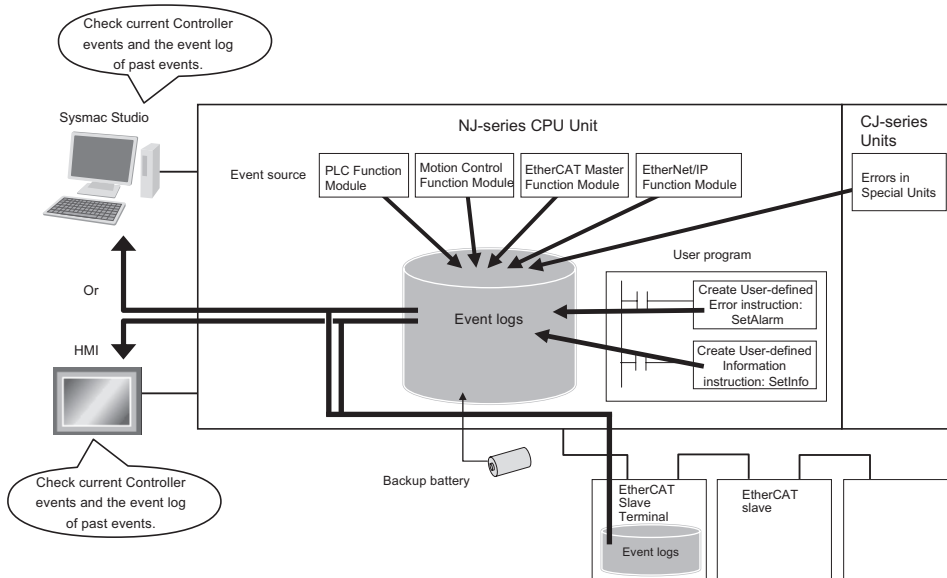 Check current Controller
events and the event log
of past events.
Sysmac Studio
NJ-series CPU Unit
CJ-series
Units
Event source
PLC Function
Module
Motion Control
Function Module
EtherCAT Master
Function Module
EtherNet/IP
Function Module
Errors in
Special Units
User program
Or
Event logs
Create User-defined
Error instruction:
SetAlarm
Create User-defined
Information
instruction: SetInfo
HMI
Backup battery
Check current Controller
events and the event log
of past events.
EtherCAT
Slave
Terminal
Event logs
EtherCAT
slave